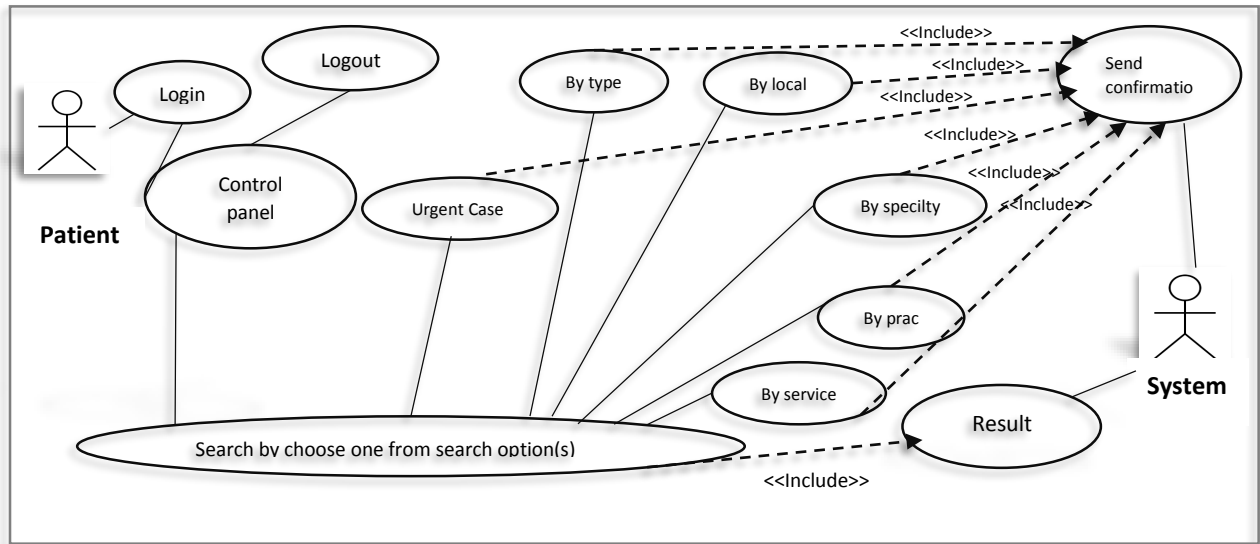 <<Include>>
Logout
By type
By local
<<Include>>
Send
confirmatio
Login
<<Include>>
<<Include>>
Control
panel
Urgent Case
By specilty
<<Include>>
<<Include>>
Patient
By prac
By service
System
Result
Search by choose one from search option(s)
<<Include>>